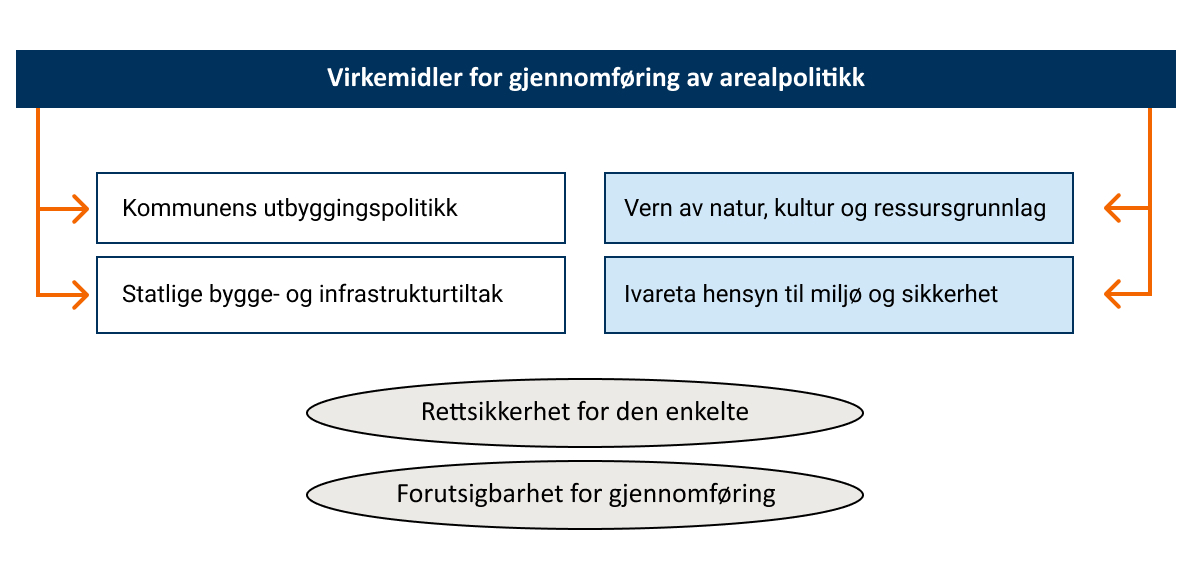 Virkemidler for gjennomføring av arealpolitikk
Kommunens utbyggingspolitikk
Vern av natur, kultur og ressursgrunnlag
Statlige bygge- og infrastrukturtiltak
Ivareta hensyn til miljø og sikkerhet
Rettsikkerhet for den enkelte
Forutsigbarhet for gjennomføring